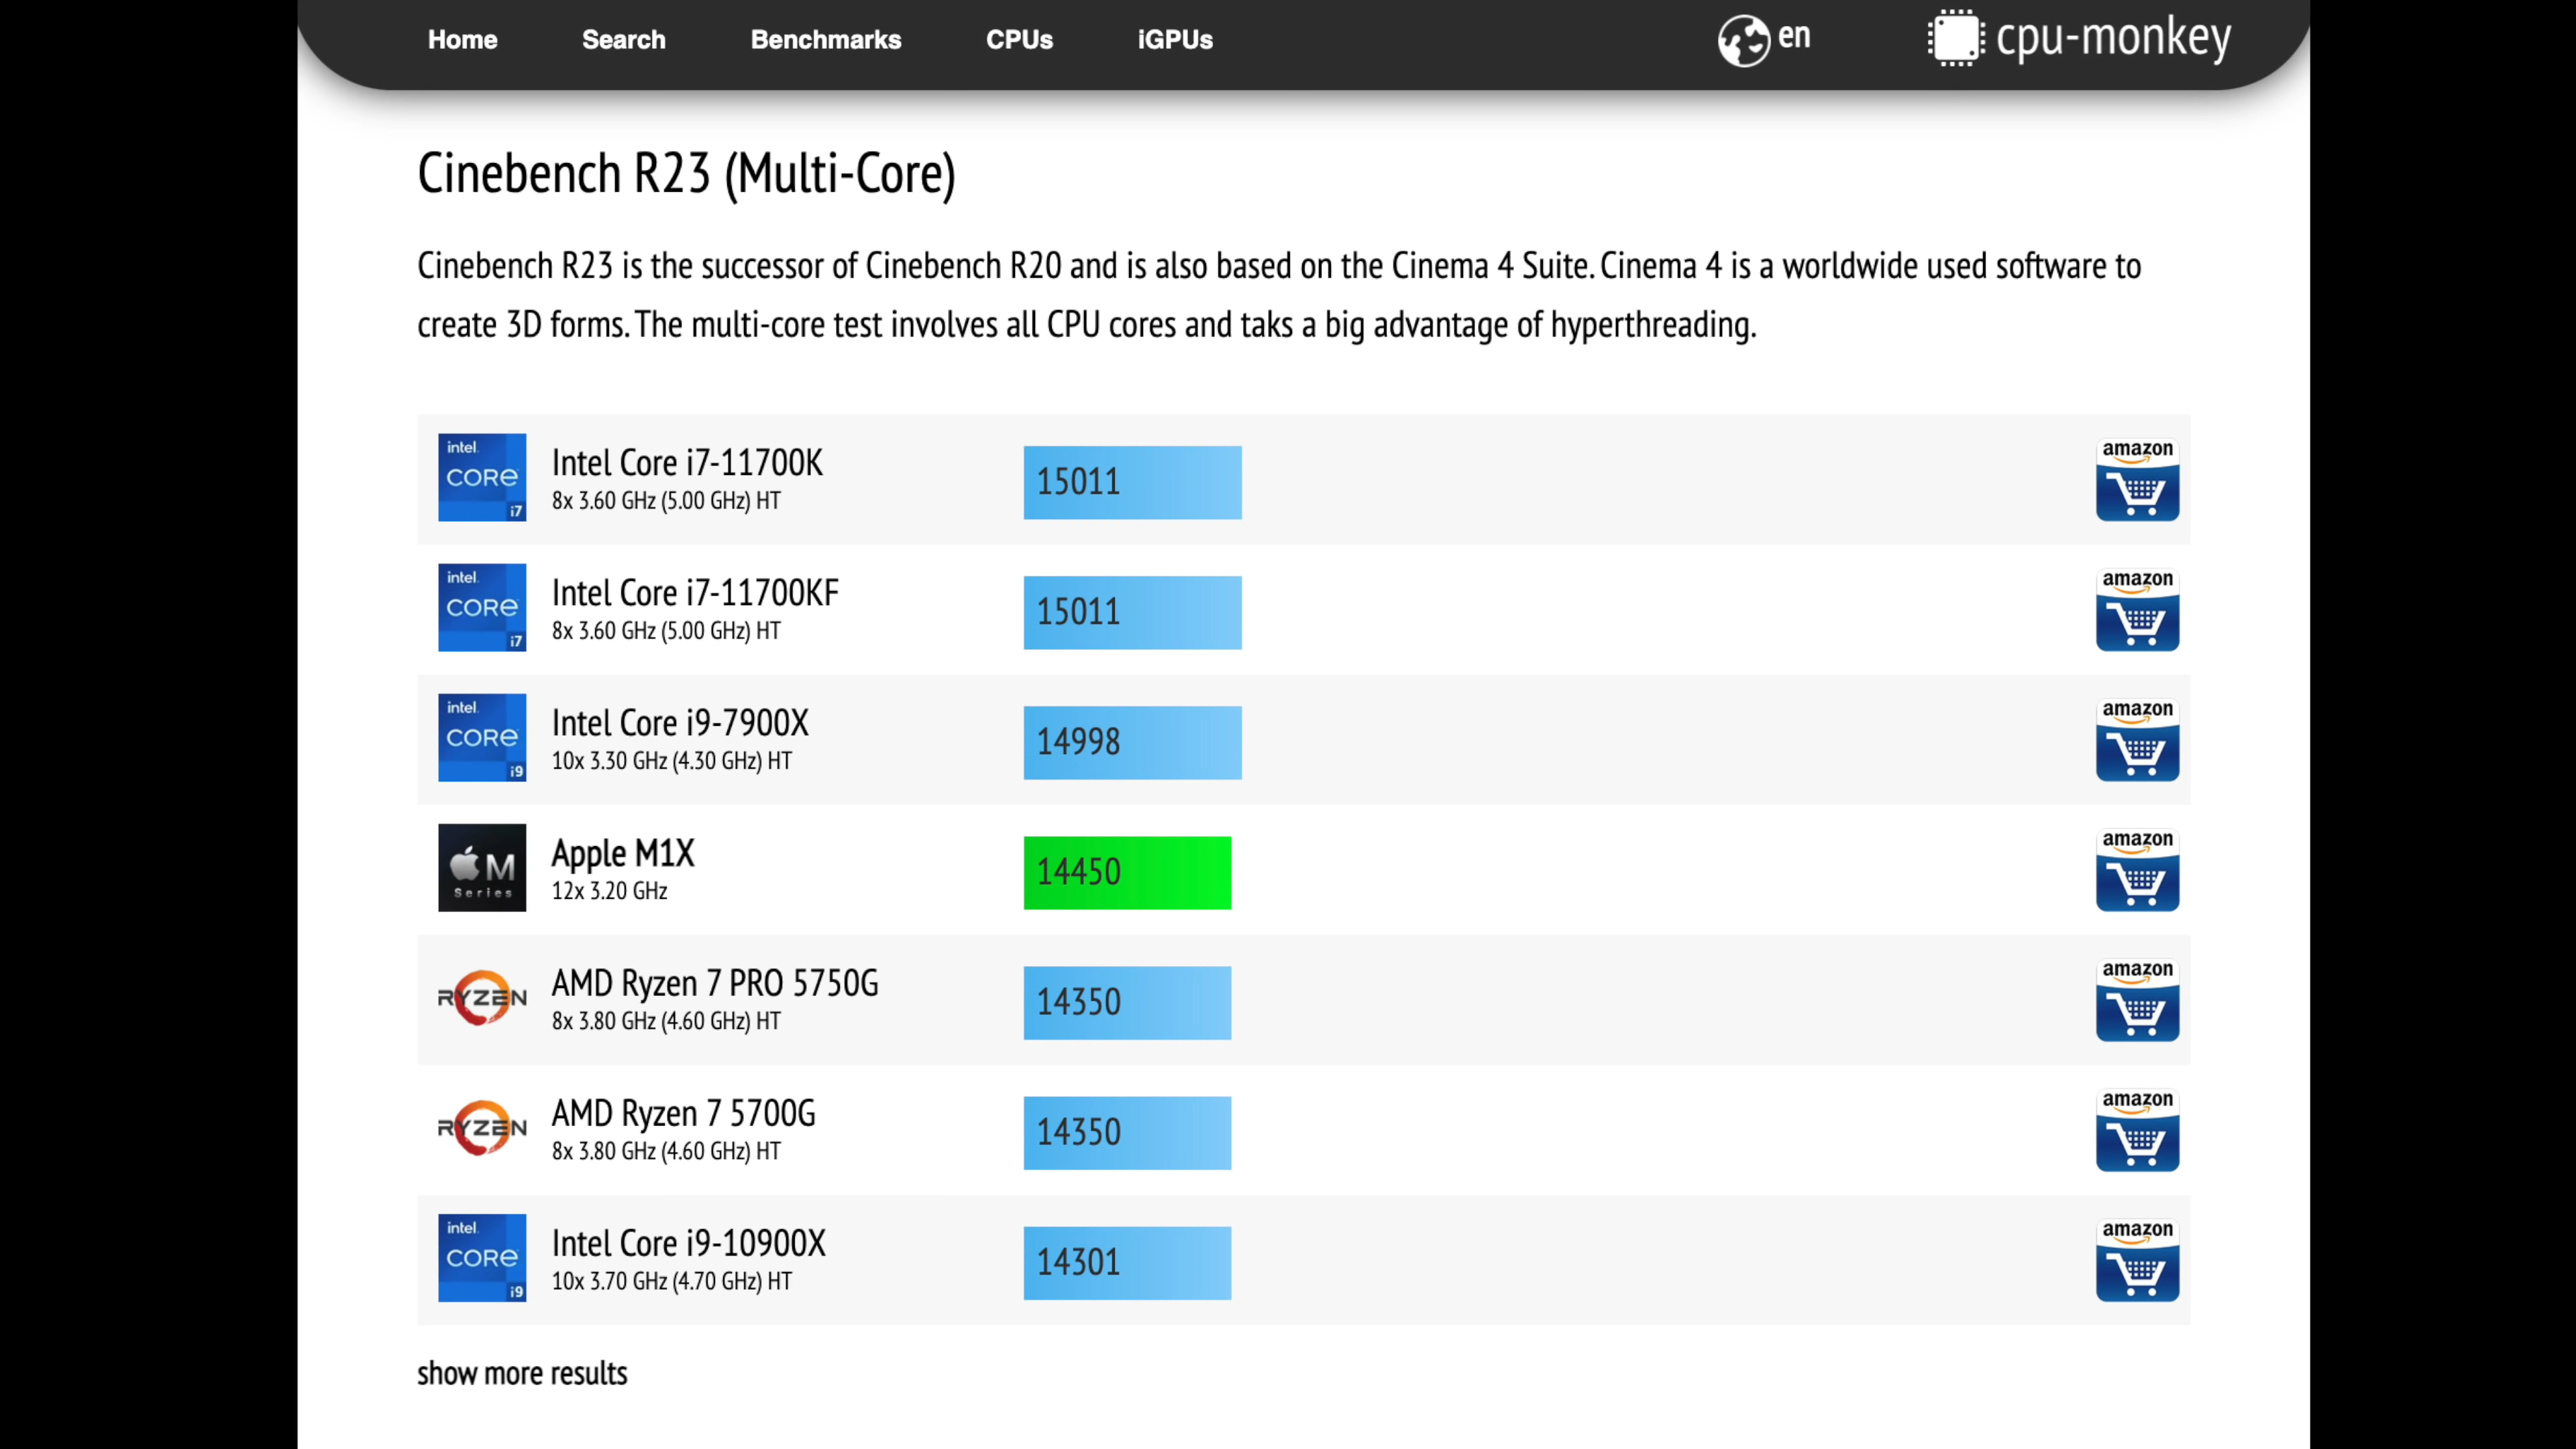 Home Search Benchmarks CPUs iGPUs en cpu-monkey
Cinebench R23 (Multi-Core)
Cinebench R23 is the successor of Cinebench R20 and is also based on the Cinema 4 Suite. Cinema 4 is a worldwide used software to
create 3D forms. The multi-core test involves all CPU cores and taks a big advantage of hyperthreading.
intel.
CORE
i7
Intel Core i7-11700K
8x 3.60 GHz (5.00 GHz) HT
15011
amazon
intel.
CORE
i7
Intel Core i7-11700KF
8x 3.60 GHz (5.00 GHz) HT
15011
amazon
intel.
CORE
i9
Intel Core i9-7900X
10x 3.30 GHz (4.30 GHz) HT
14998
amazon
M
Series
Apple M1X
12x 3.20 GHz
14450
amazon
RYZEN
AMD Ryzen 7 PRO 5750G
8x 3.80 GHz (4.60 GHz) HT
14350
amazon
RYZEN
AMD Ryzen 7 5700G
8x 3.80 GHz (4.60 GHz) HT
14350
amazon
intel.
CORE
i9
Intel Core i9-10900X
10x 3.70 GHz (4.70 GHz) HT
14301
amazon
show more results